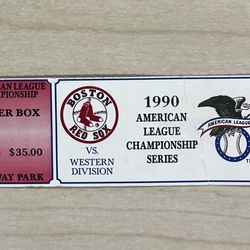 AN LEAGUE
IONSHIP
ER BOX
$35.00
WAY PARK
BOSTON
RED SOX
VS.
WESTERN
DIVISION
1990
AMERICAN
LEAGUE
CHAMPIONSHIP
SERIES
AMERICAN LEAGUE